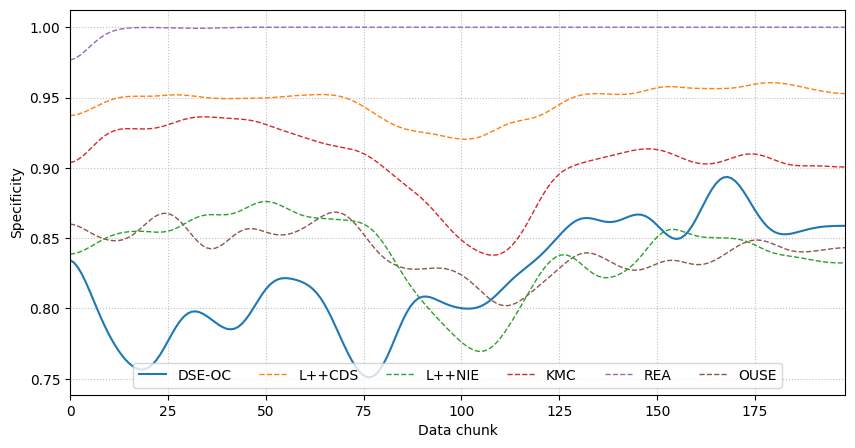 1.00
0.95
0.90
0.85
0.80
0.75
Specificity
DSE-OC L++CDS L++NIE KMC REA OUSE
0 25 50 75 100 125 150 175
Data chunk